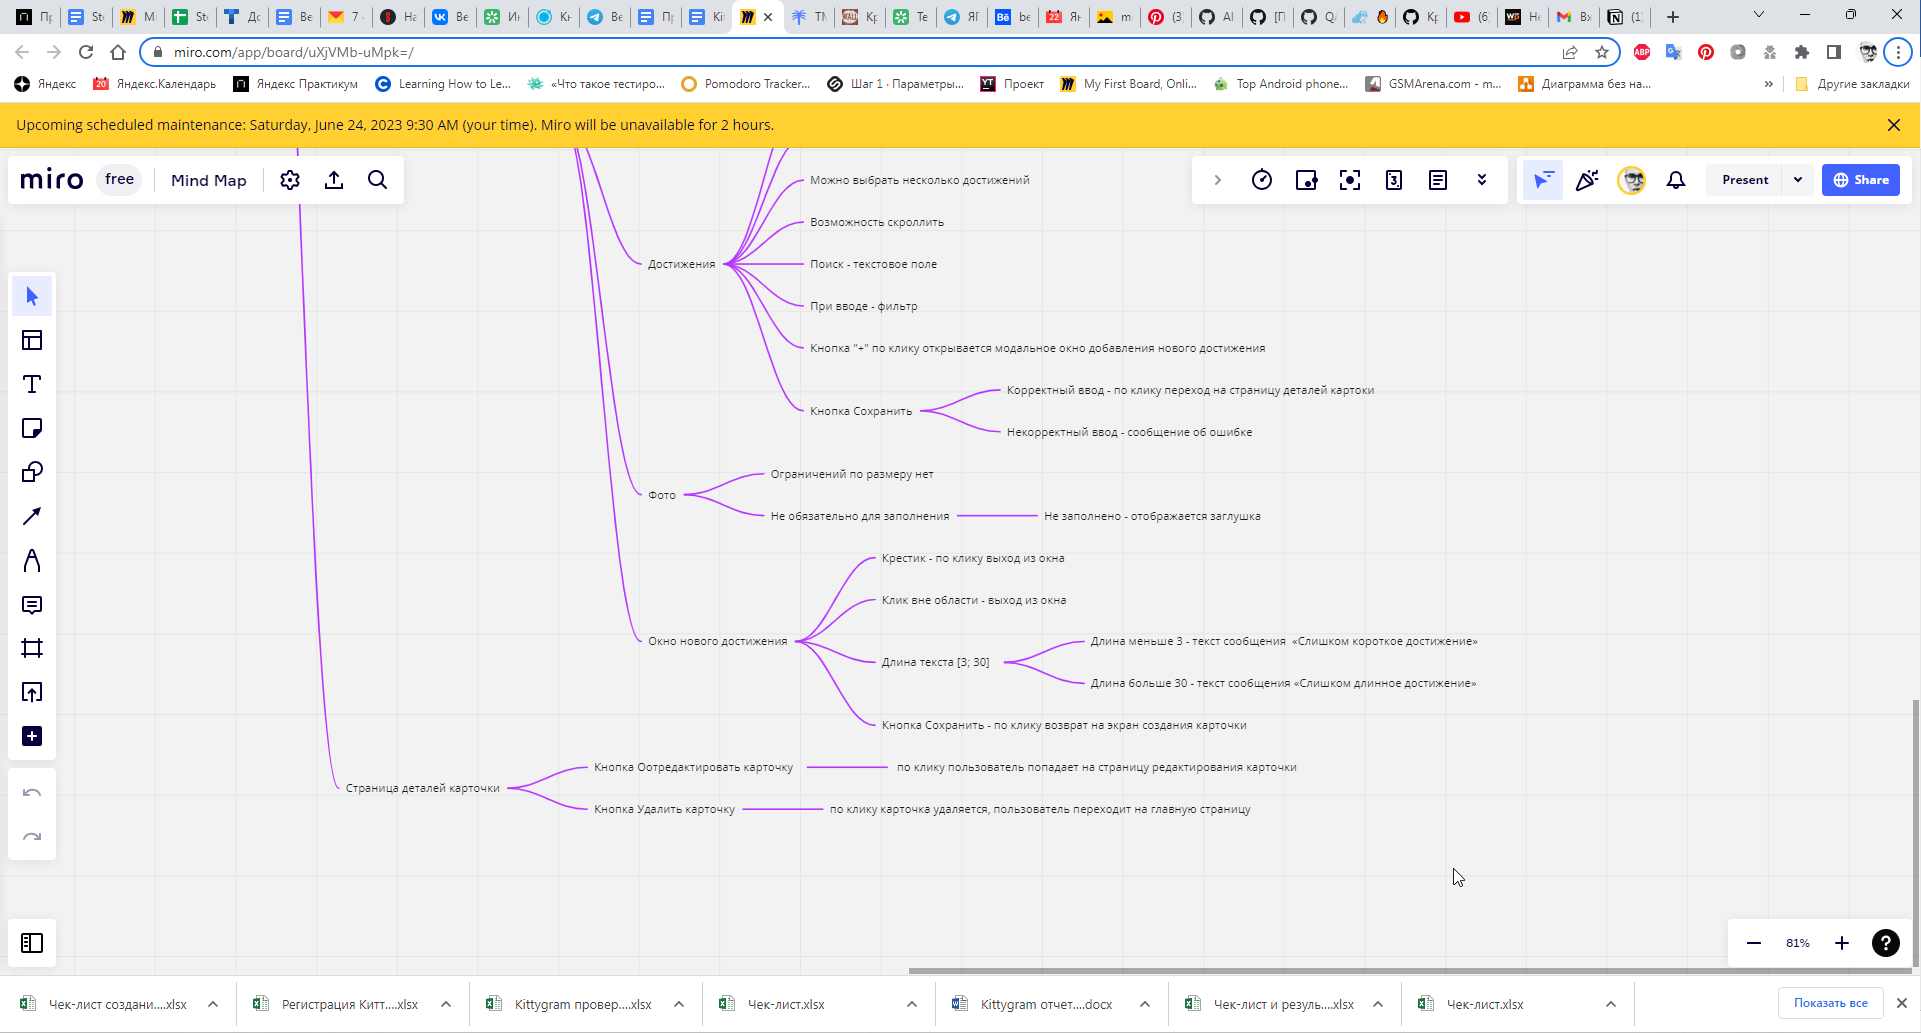 miro.com/app/board/uXjVMb-uMpk=/
Яндекс
Яндекс.Календарь
Яндекс Практикум
Learning How to Le...
«Что такое тестиро...
Pomodoro Tracker...
Шаг 1 · Параметры...
Проект
My First Board, Onli...
Top Android phone...
GSMArena.com - m...
Диаграмма без на...
»
Другие закладки
Upcoming scheduled maintenance: Saturday, June 24, 2023 9:30 AM (your time). Miro will be unavailable for 2 hours.
miro
free
Mind Map
Present
Share
Можно выбрать несколько достижений
Возможность скроллить
Достижения
Поиск - текстовое поле
При вводе - фильтр
Кнопка "+" по клику открывается модальное окно добавления нового достижения
Кнопка Сохранить
Корректный ввод - по клику переход на страницу деталей картоки
Некорректный ввод - сообщение об ошибке
Фото
Ограничений по размеру нет
Не обязательно для заполнения
Не заполнено - отображается заглушка
Окно нового достижения
Крестик - по клику выход из окна
Клик вне области - выход из окна
Длина текста [3; 30]
Длина меньше 3 - текст сообщения «Слишком короткое достижение»
Длина больше 30 - текст сообщения «Слишком длинное достижение»
Кнопка Сохранить - по клику возврат на экран создания карточки
Страница деталей карточки
Кнопка Оотредактировать карточку
по клику пользователь попадает на страницу редактирования карточки
Кнопка Удалить карточку
по клику карточка удаляется, пользователь переходит на главную страницу
81%
Чек-лист создани....xlsx
Регистрация Китт....xlsx
Kittygram провер....xlsx
Чек-лист.xlsx
Kittygram отчет....docx
Чек-лист и резуль....xlsx
Чек-лист.xlsx
Показать все